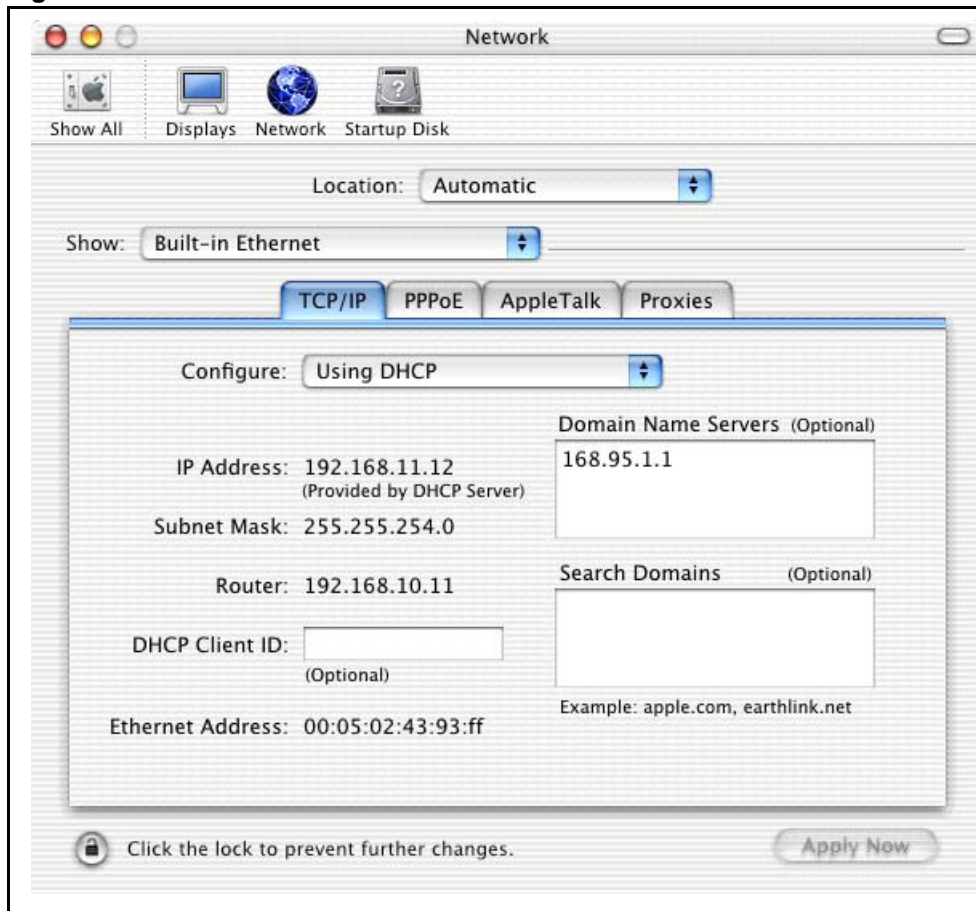 Network
Show All
Displays
Network
Startup Disk
Location: Automatic
Show: Built-in Ethernet
TCP/IP
PPPoE
AppleTalk
Proxies
Configure: Using DHCP
Domain Name Servers (Optional)
168.95.1.1
IP Address: 192.168.11.12
(Provided by DHCP Server)
Subnet Mask: 255.255.254.0
Router: 192.168.10.11
Search Domains (Optional)
DHCP Client ID:
(Optional)
Example: apple.com, earthlink.net
Ethernet Address: 00:05:02:43:93:ff
Click the lock to prevent further changes.
Apply Now